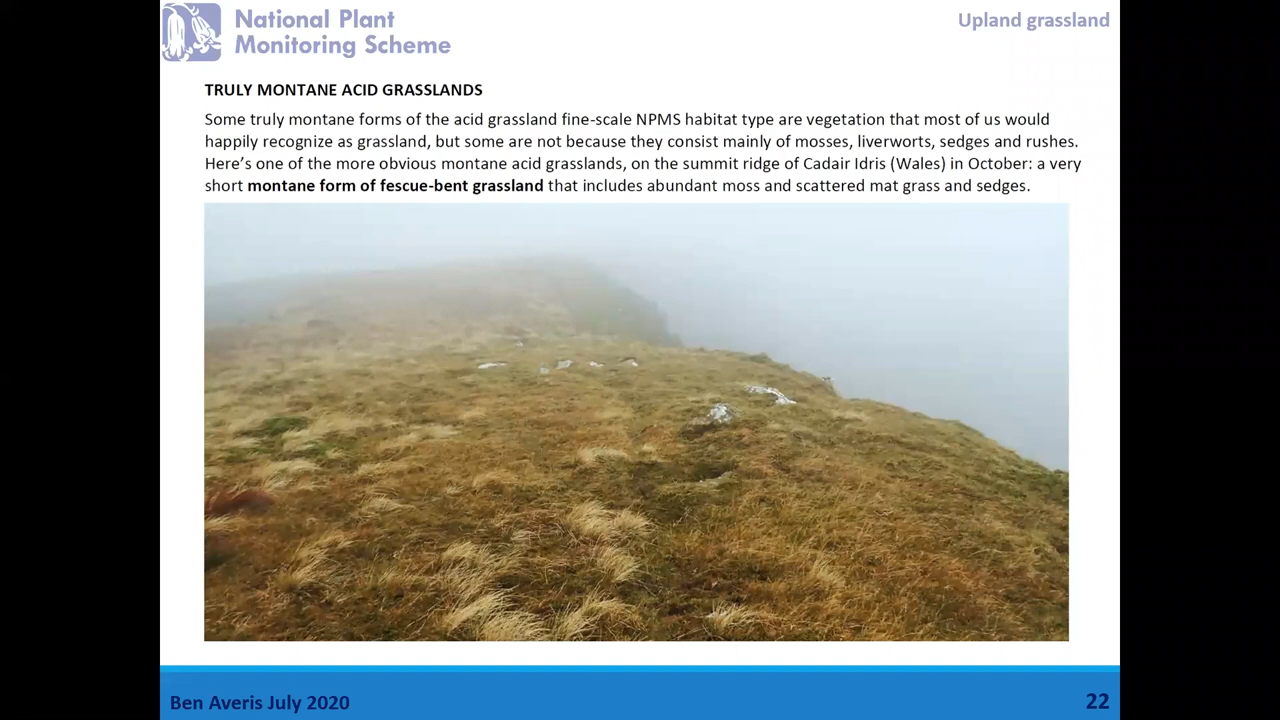 National Plant
Monitoring Scheme
Upland grassland
TRULY MONTANE ACID GRASSLANDS
Some truly montane forms of the acid grassland fine-scale NPMS habitat type are vegetation that most of us would
happily recognize as grassland, but some are not because they consist mainly of mosses, liverworts, sedges and rushes.
Here’s one of the more obvious montane acid grasslands, on the summit ridge of Cadair Idris (Wales) in October: a very
short montane form of fescue-bent grassland that includes abundant moss and scattered mat grass and sedges.
Ben Averis July 2020
22